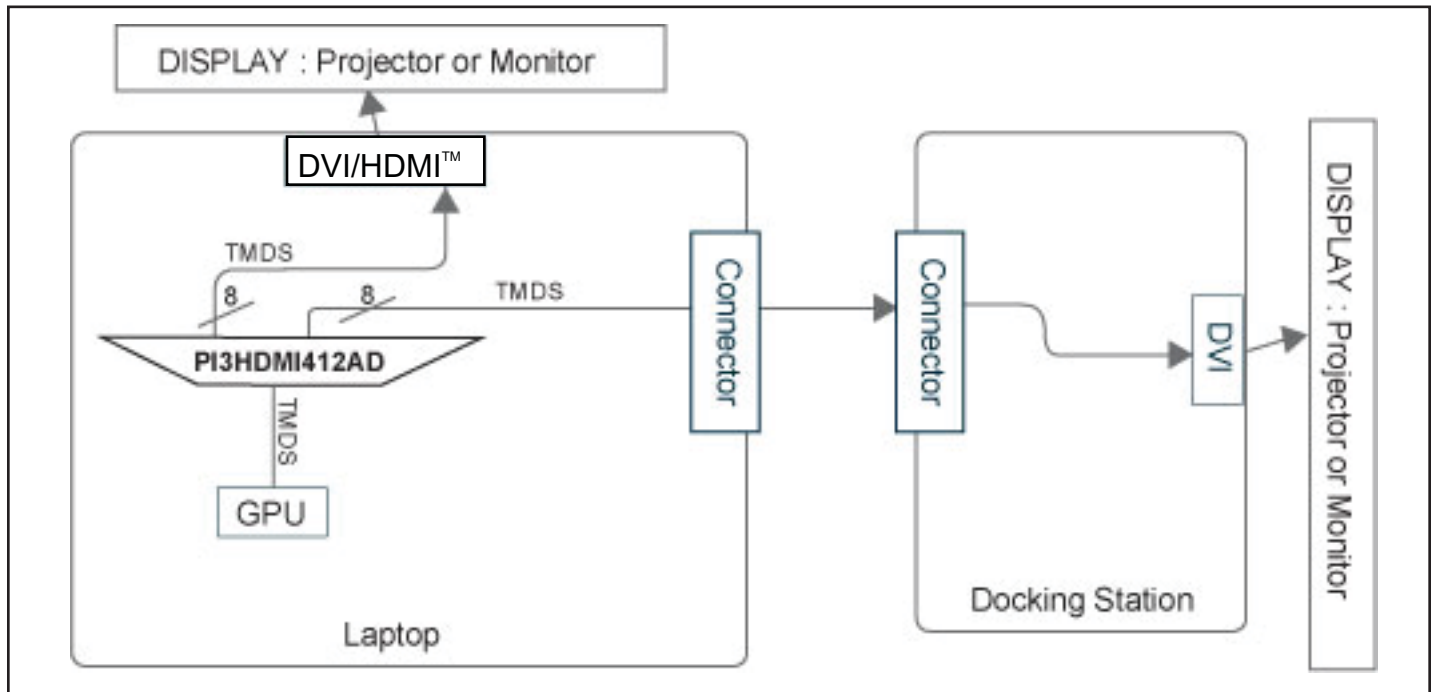 DISPLAY : Projector or Monitor
DVI/HDMI™
TMDS
8
8
TMDS
PI3HDMI412AD
TMDS
GPU
Laptop
Connector
Connector
DVI
Docking Station
DISPLAY : Projector or Monitor